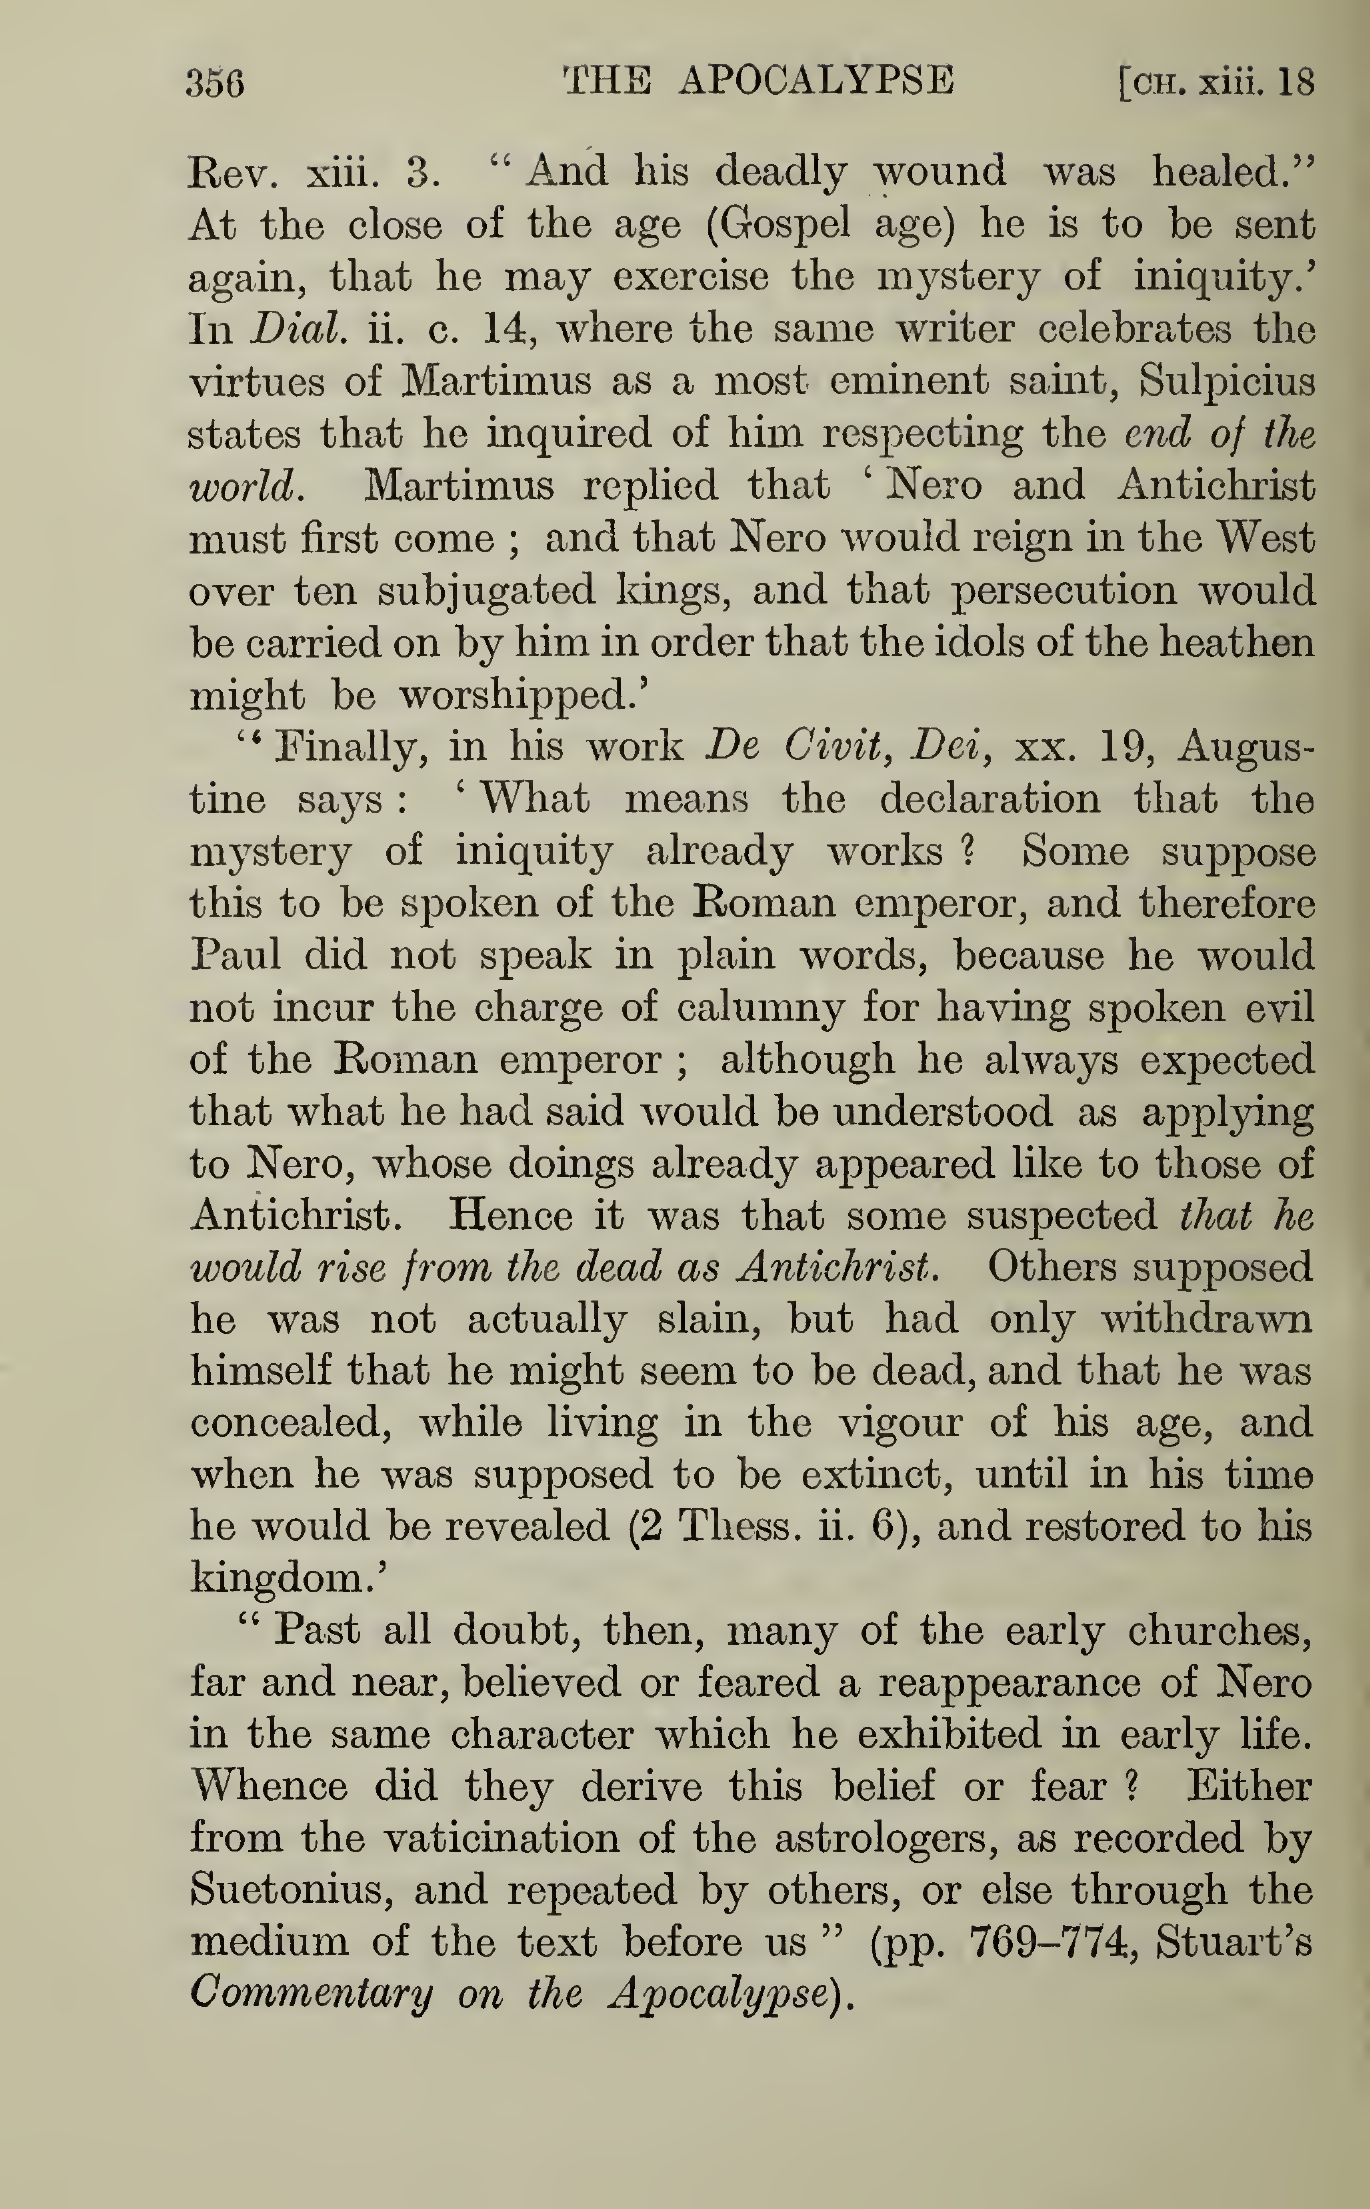 356 THE APOCALYPSE [CH. xiii. 18
Rev. xiii. 3. “ And his deadly wound was healed.”
At the close of the age (Gospel age) he is to be sent
again, that he may exercise the mystery of iniquity.’
In Dial. ii. c. 14, where the same writer celebrates the
virtues of Martimus as a most eminent saint, Sulpicius
states that he inquired of him respecting the end of the
world. Martimus replied that ‘ Nero and Antichrist
must first come ; and that Nero would reign in the West
over ten subjugated kings, and that persecution would
be carried on by him in order that the idols of the heathen
might be worshipped.’
“ Finally, in his work De Civit, Dei, xx. 19, Augus-
tine says : ‘ What means the declaration that the
mystery of iniquity already works ? Some suppose
this to be spoken of the Roman emperor, and therefore
Paul did not speak in plain words, because he would
not incur the charge of calumny for having spoken evil
of the Roman emperor ; although he always expected
that what he had said would be understood as applying
to Nero, whose doings already appeared like to those of
Antichrist. Hence it was that some suspected that he
would rise from the dead as Antichrist. Others supposed
he was not actually slain, but had only withdrawn
himself that he might seem to be dead, and that he was
concealed, while living in the vigour of his age, and
when he was supposed to be extinct, until in his time
he would be revealed (2 Thess. ii. 6), and restored to his
kingdom.’
“ Past all doubt, then, many of the early churches,
far and near, believed or feared a reappearance of Nero
in the same character which he exhibited in early life.
Whence did they derive this belief or fear ? Either
from the vaticination of the astrologers, as recorded by
Suetonius, and repeated by others, or else through the
medium of the text before us ” (pp. 769–774, Stuart’s
Commentary on the Apocalypse).